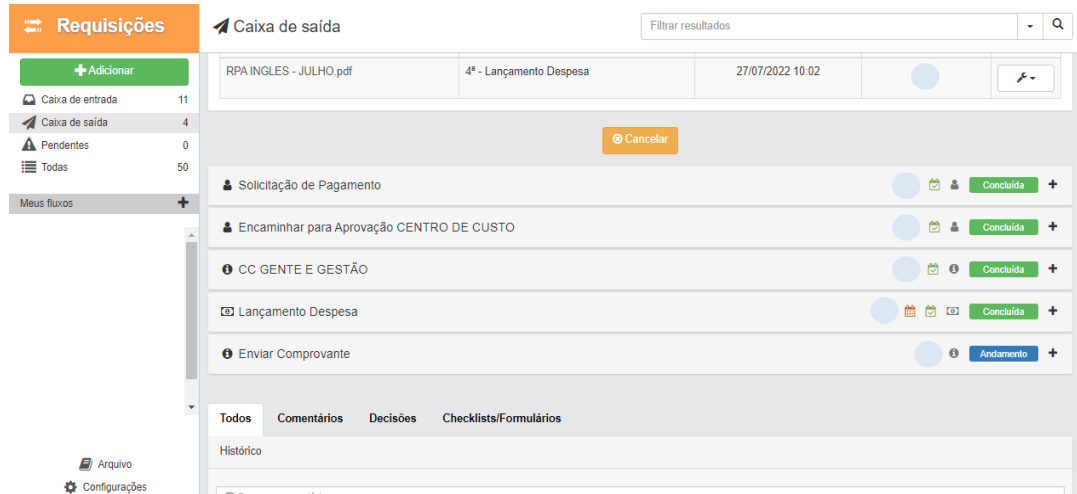 Requisições
Caixa de saída
Filtrar resultados
Adicionar
Caixa de entrada 11
Caixa de saída 4
Pendentes 0
Todas 50
Meus fluxos
Arquivo
Configurações
RPA INGLES - JULHO.pdf 4ª - Lançamento Despesa 27/07/2022 10:02
Cancelar
Solicitação de Pagamento Concluída
Encaminhar para Aprovação CENTRO DE CUSTO Concluída
CC GENTE E GESTÃO Concluída
Lançamento Despesa Concluída
Enviar Comprovante Andamento
Todos Comentários Decisões Checklists/Formulários
Histórico